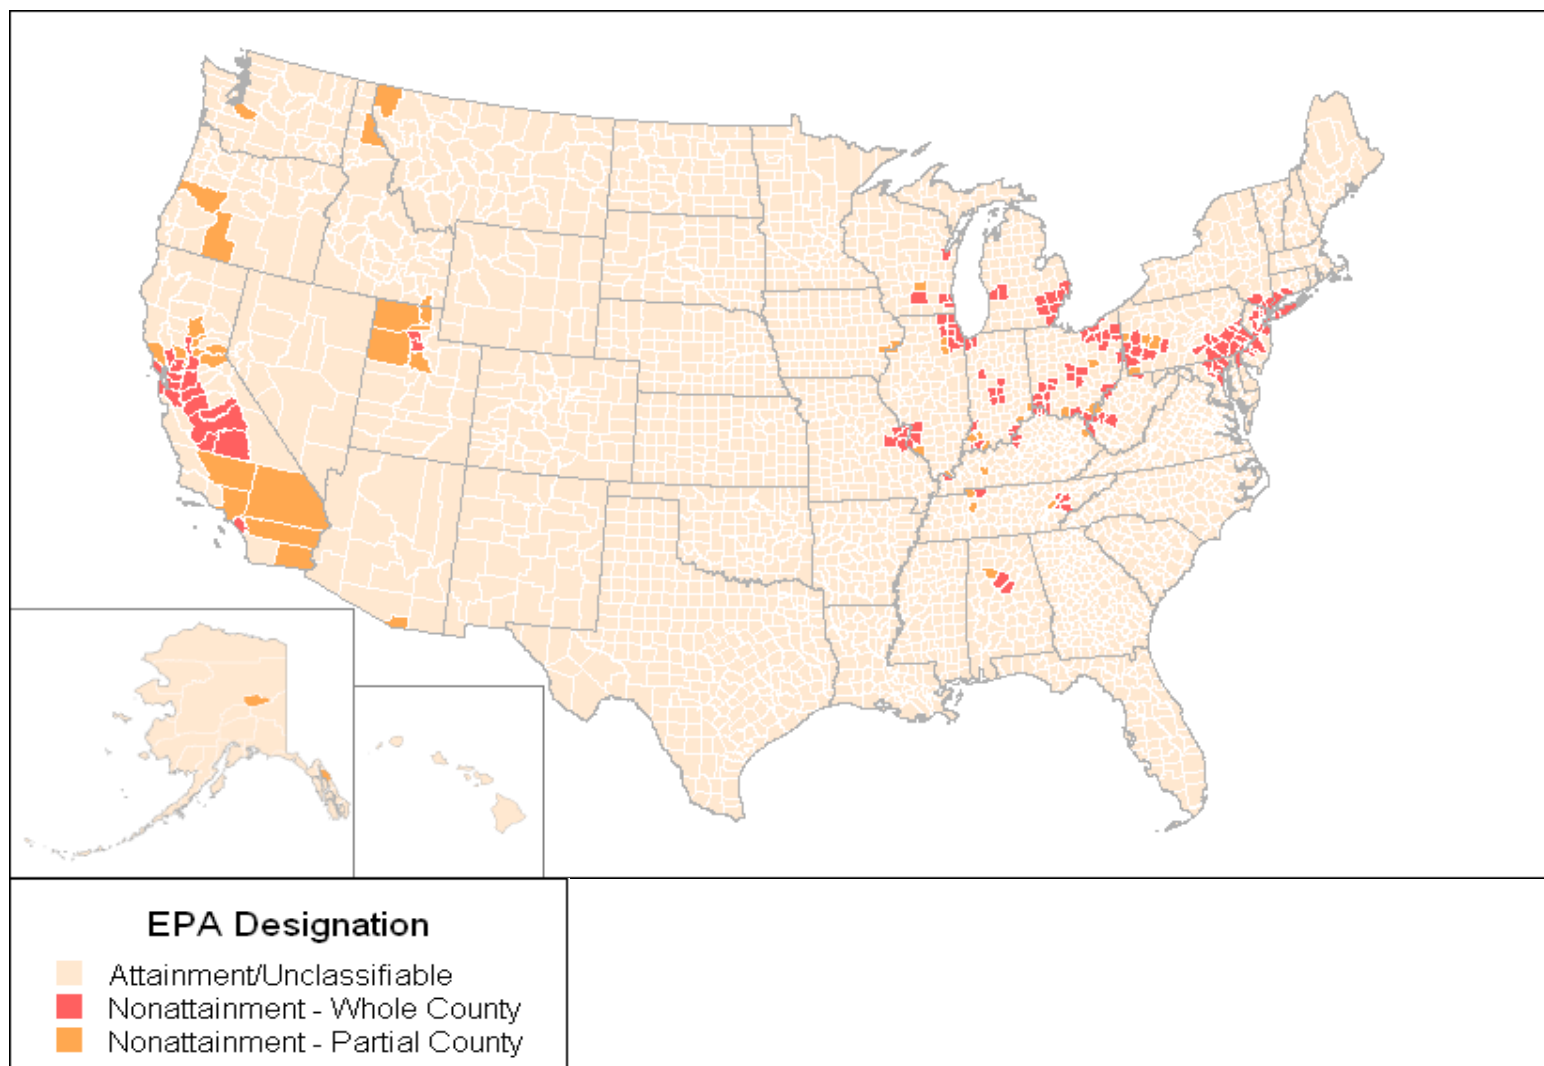 EPA Designation
Attainment/Unclassifiable
Nonattainment - Whole County
Nonattainment - Partial County